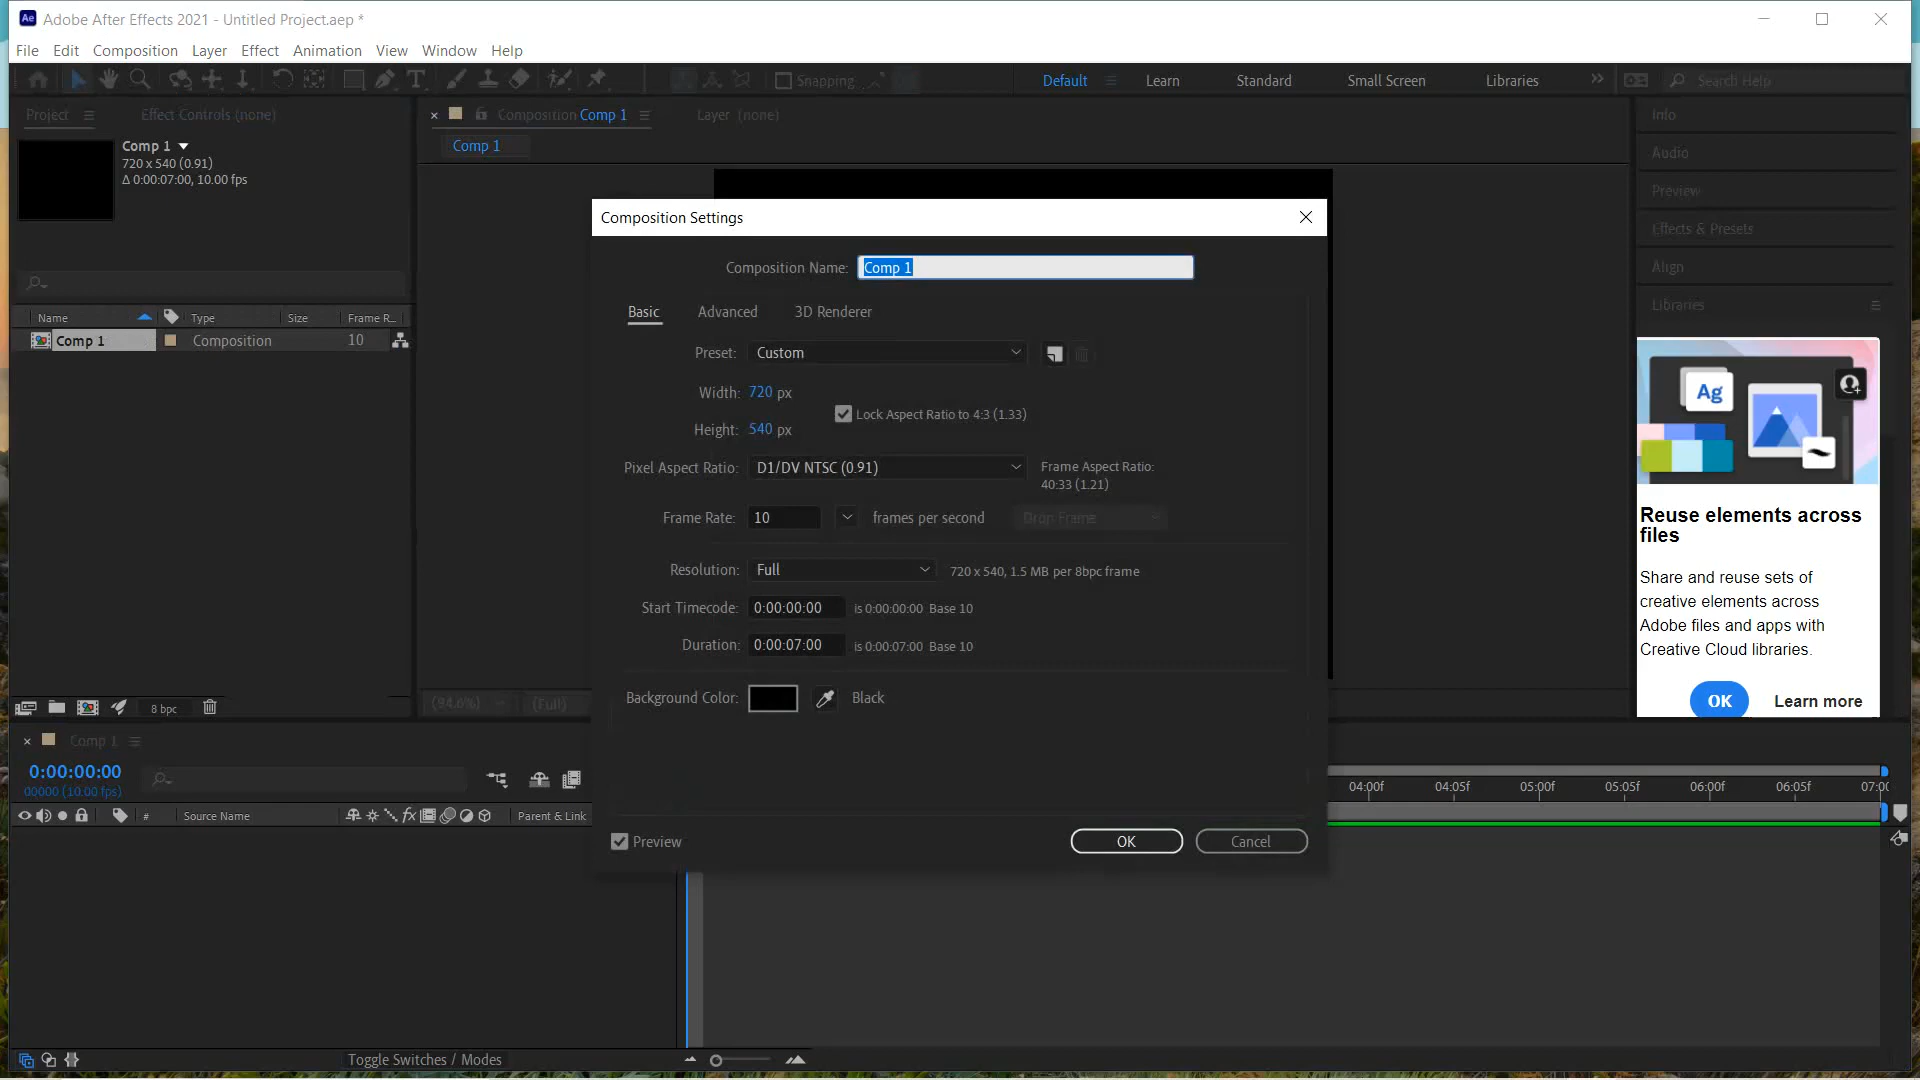 Ae Adobe After Effects 2021 - Untitled Project.aep *
File Edit Composition Layer Effect Animation View Window Help
Snapping Default Learn Standard Small Screen Libraries Search Help
Project Effect Controls (none) Composition Comp 1 Layer (none) Info
Comp 1
720 x 540 (0.91)
Δ 0:00:07:00, 10.00 fps
Comp 1
Audio
Preview
Effects & Presets
Align
Libraries
Name Type Size Frame R...
Comp 1 Composition 10
Composition Settings
Composition Name: Comp 1
Basic Advanced 3D Renderer
Preset: Custom
Width: 720 px
Lock Aspect Ratio to 4:3 (1.33)
Height: 540 px
Pixel Aspect Ratio: D1/DV NTSC (0.91) Frame Aspect Ratio:
40:33 (1.21)
Frame Rate: 10 frames per second Drop Frame
Resolution: Full 720 x 540, 1.5 MB per 8bpc frame
Start Timecode: 0:00:00:00 is 0:00:00:00 Base 10
Duration: 0:00:07:00 is 0:00:07:00 Base 10
Background Color: Black
Preview OK Cancel
Ag
Reuse elements across
files
Share and reuse sets of
creative elements across
Adobe files and apps with
Creative Cloud libraries.
OK Learn more
8 bpc (94.6%) (Full)
Comp 1
0:00:00:00
00000 (10.00 fps)
04:00f 04:05f 05:00f 05:05f 06:00f 06:05f 07:00
# Source Name fx Parent & Link
Toggle Switches / Modes